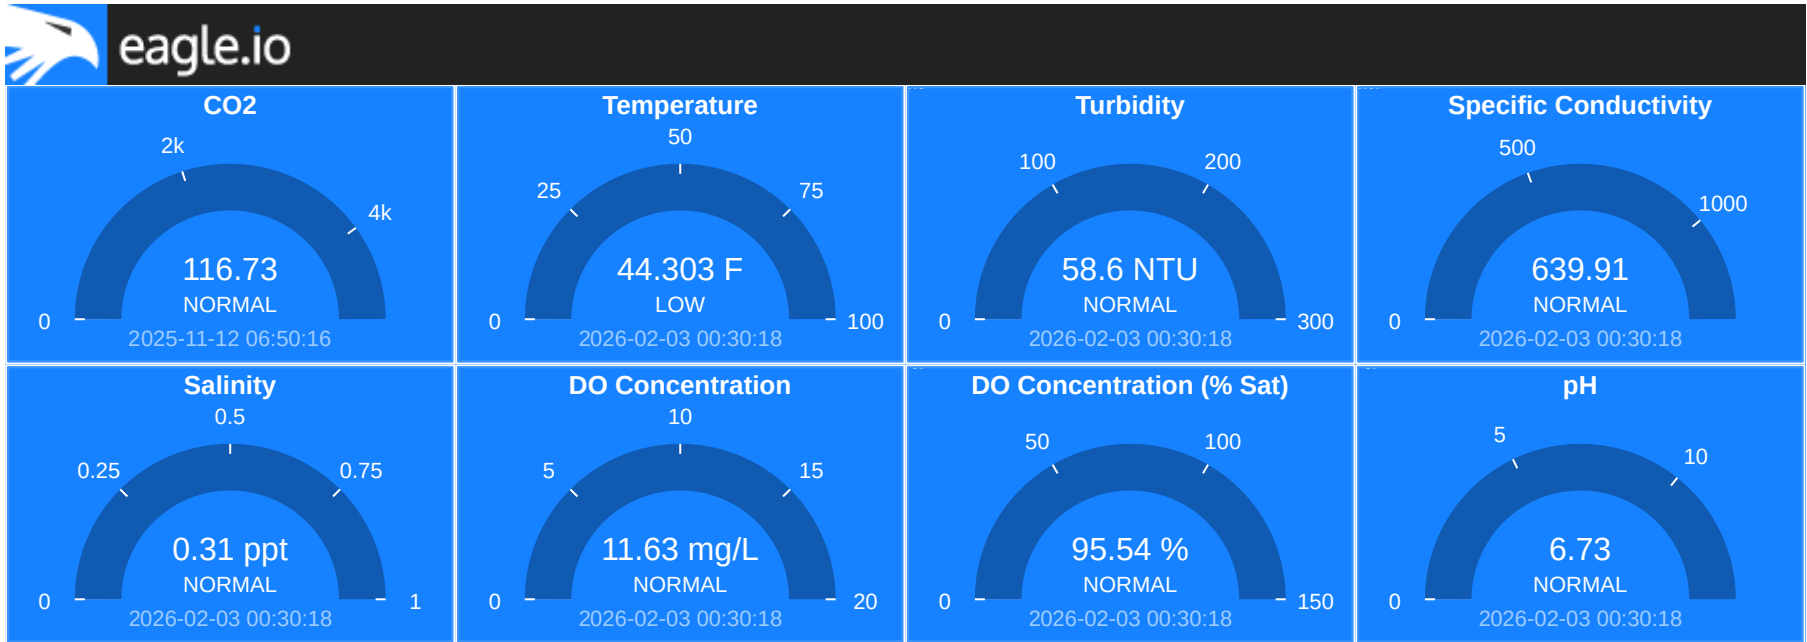 eagle.io
CO2
2k
4k
0
116.73
NORMAL
2025-11-12 06:50:16
Temperature
50
25
75
0
100
44.303 F
LOW
2026-02-03 00:30:18
Turbidity
100
200
0
300
58.6 NTU
NORMAL
2026-02-03 00:30:18
Specific Conductivity
500
1000
0
639.91
NORMAL
2026-02-03 00:30:18
Salinity
0.5
0.25
0.75
0
1
0.31 ppt
NORMAL
2026-02-03 00:30:18
DO Concentration
10
5
15
0
20
11.63 mg/L
NORMAL
2026-02-03 00:30:18
DO Concentration (% Sat)
50
100
0
150
95.54 %
NORMAL
2026-02-03 00:30:18
pH
5
10
0
6.73
NORMAL
2026-02-03 00:30:18